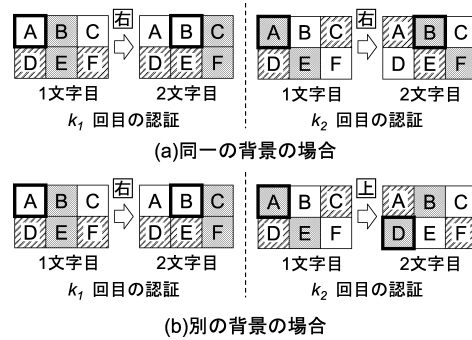 右 右
A B C A B C A B C A B C
D E F D E F D E F D E F
1文字目 2文字目 1文字目 2文字目
k₁ 回目の認証 k₂ 回目の認証
(a)同一の背景の場合
右 上
A B C A B C A B C A B C
D E F D E F D E F D E F
1文字目 2文字目 1文字目 2文字目
k₁ 回目の認証 k₂ 回目の認証
(b)別の背景の場合